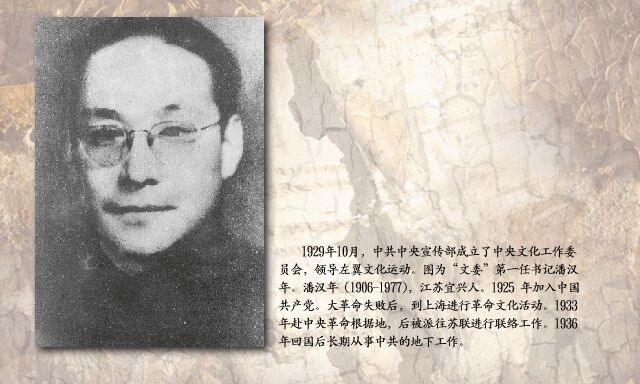 1929年10月，中共中央宣传部成立了中央文化工作委
员会，领导左翼文化运动。图为“文委”第一任书记潘汉
年。潘汉年 (1906-1977)，江苏宜兴人。1925 年加入中国
共产党。大革命失败后，到上海进行革命文化活动。1933
年赴中央革命根据地，后被派往苏联进行联络工作。1936
年回国后长期从事中共的地下工作。